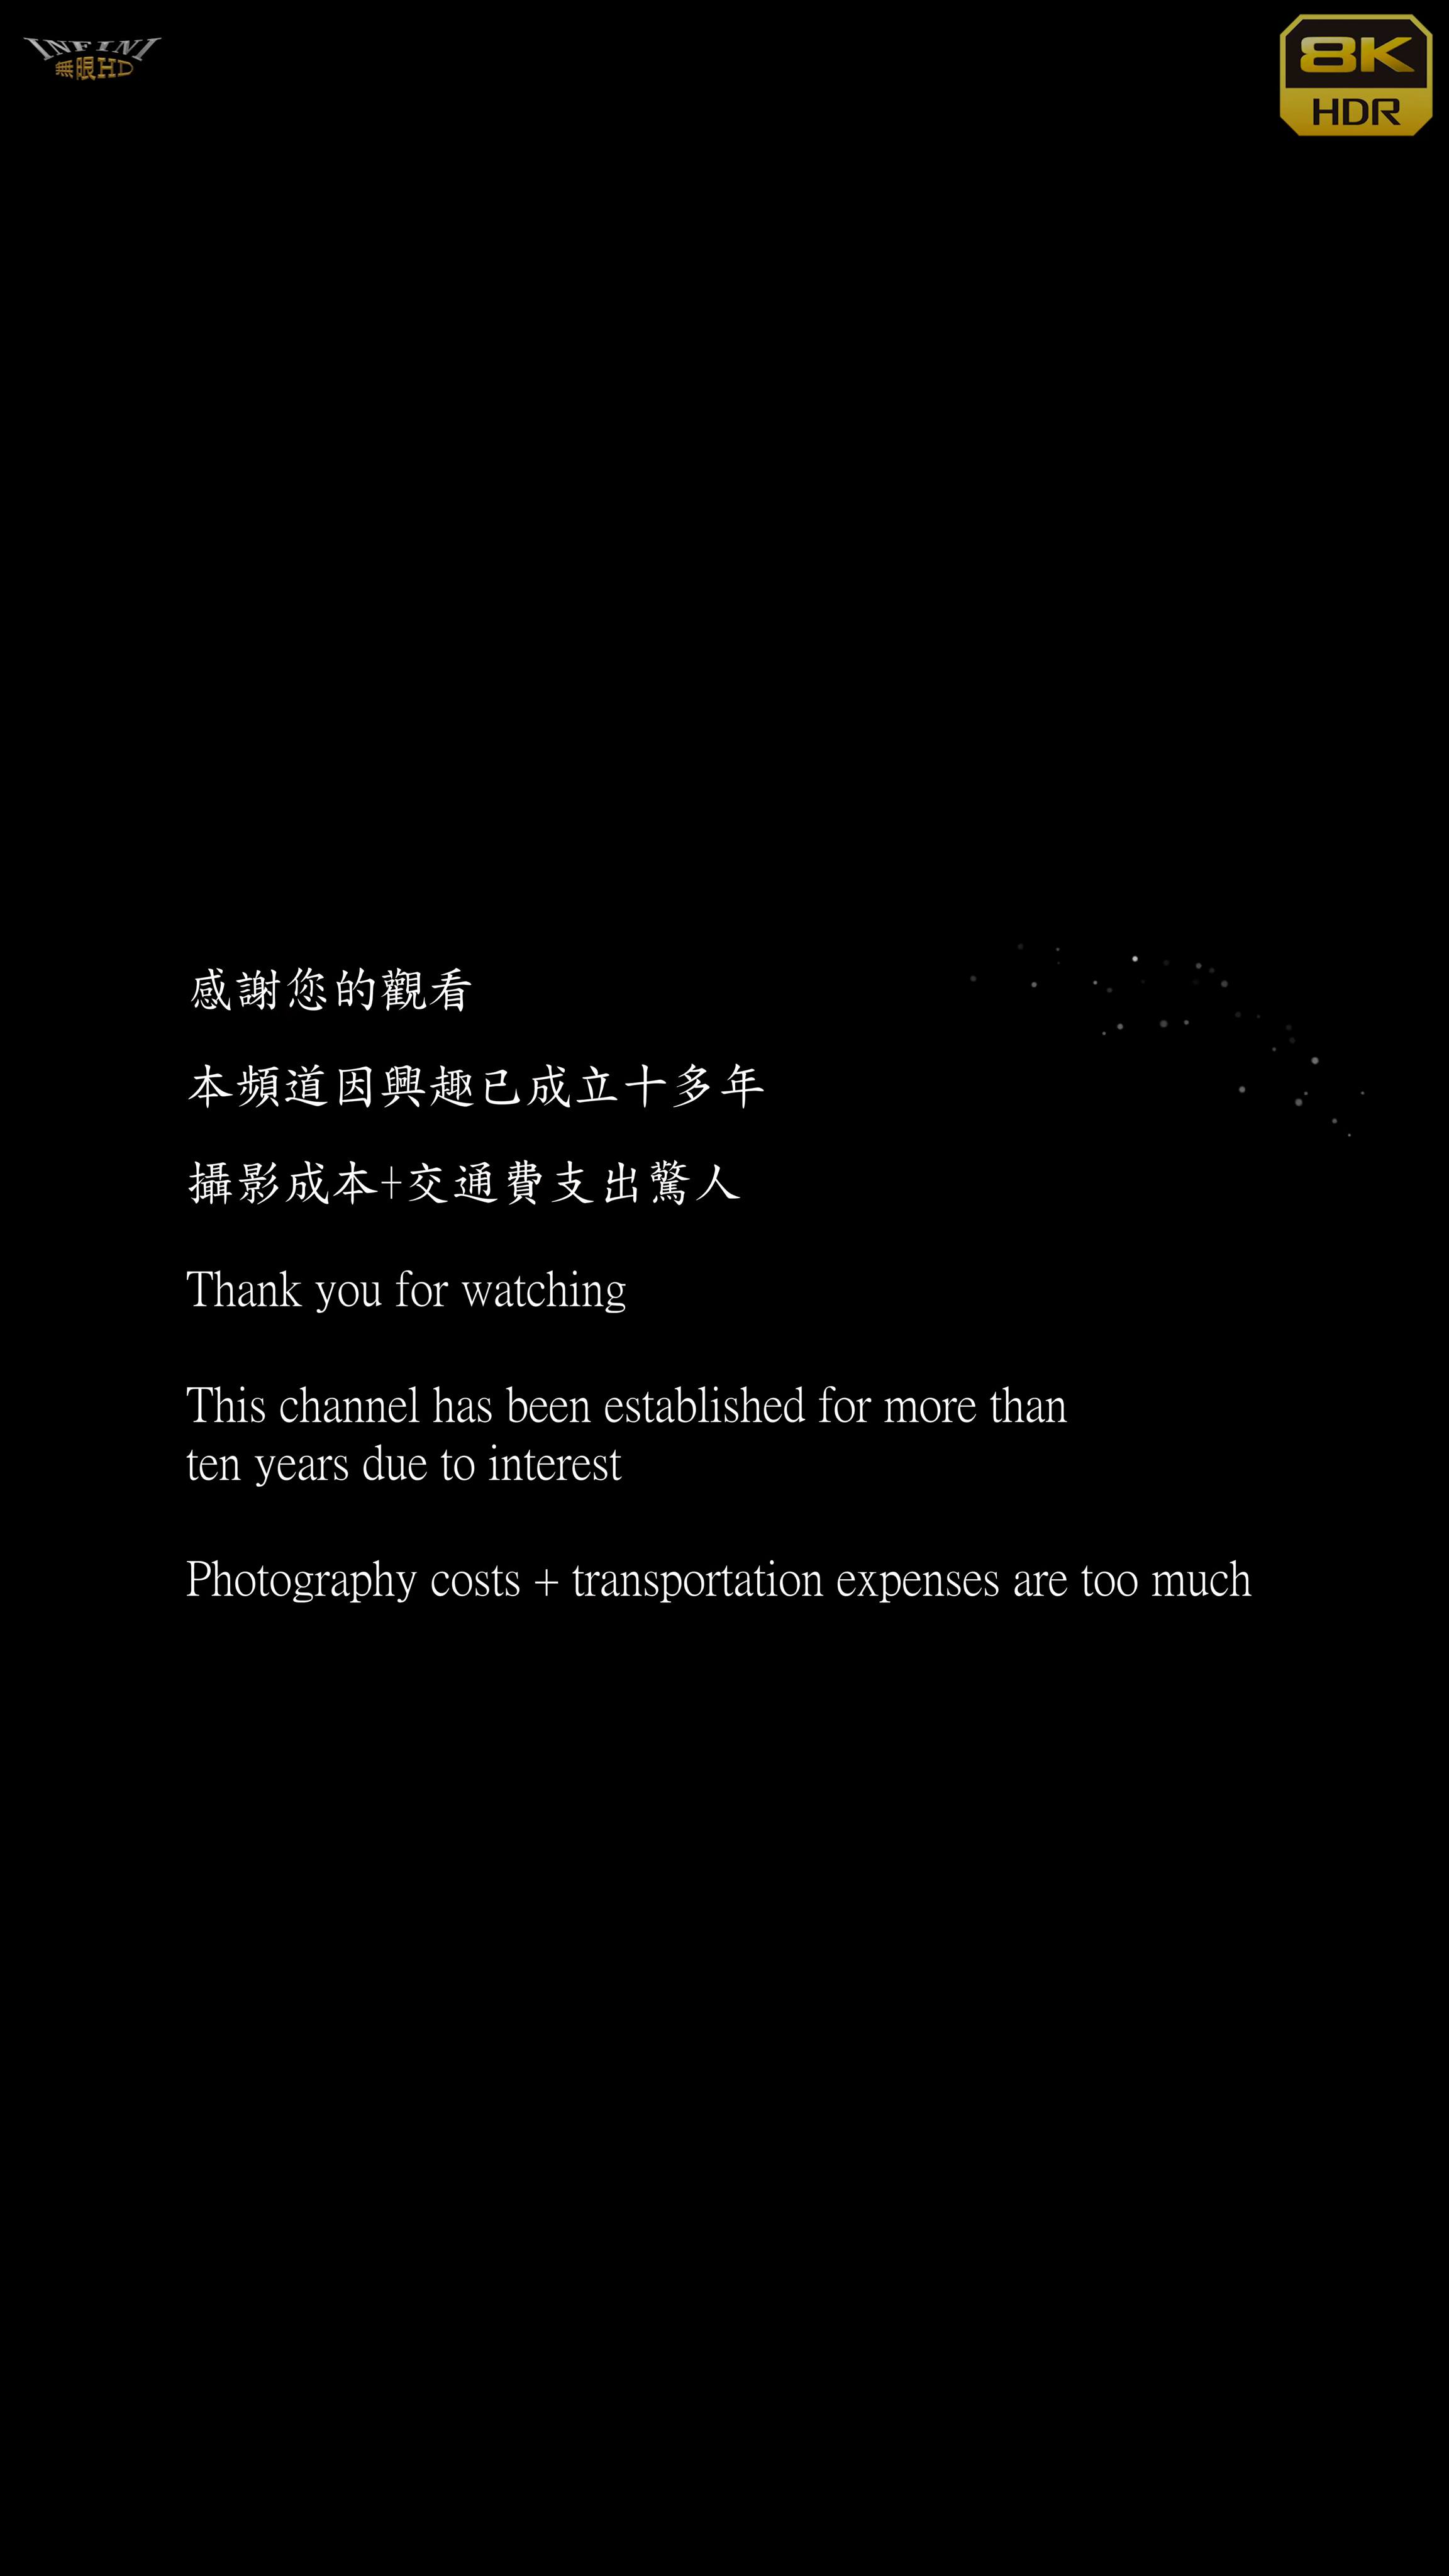 INFINI
無限HD
8K
HDR
感謝您的觀看
本頻道因興趣已成立十多年
攝影成本+交通費支出驚人
Thank you for watching
This channel has been established for more than
ten years due to interest
Photography costs + transportation expenses are too much